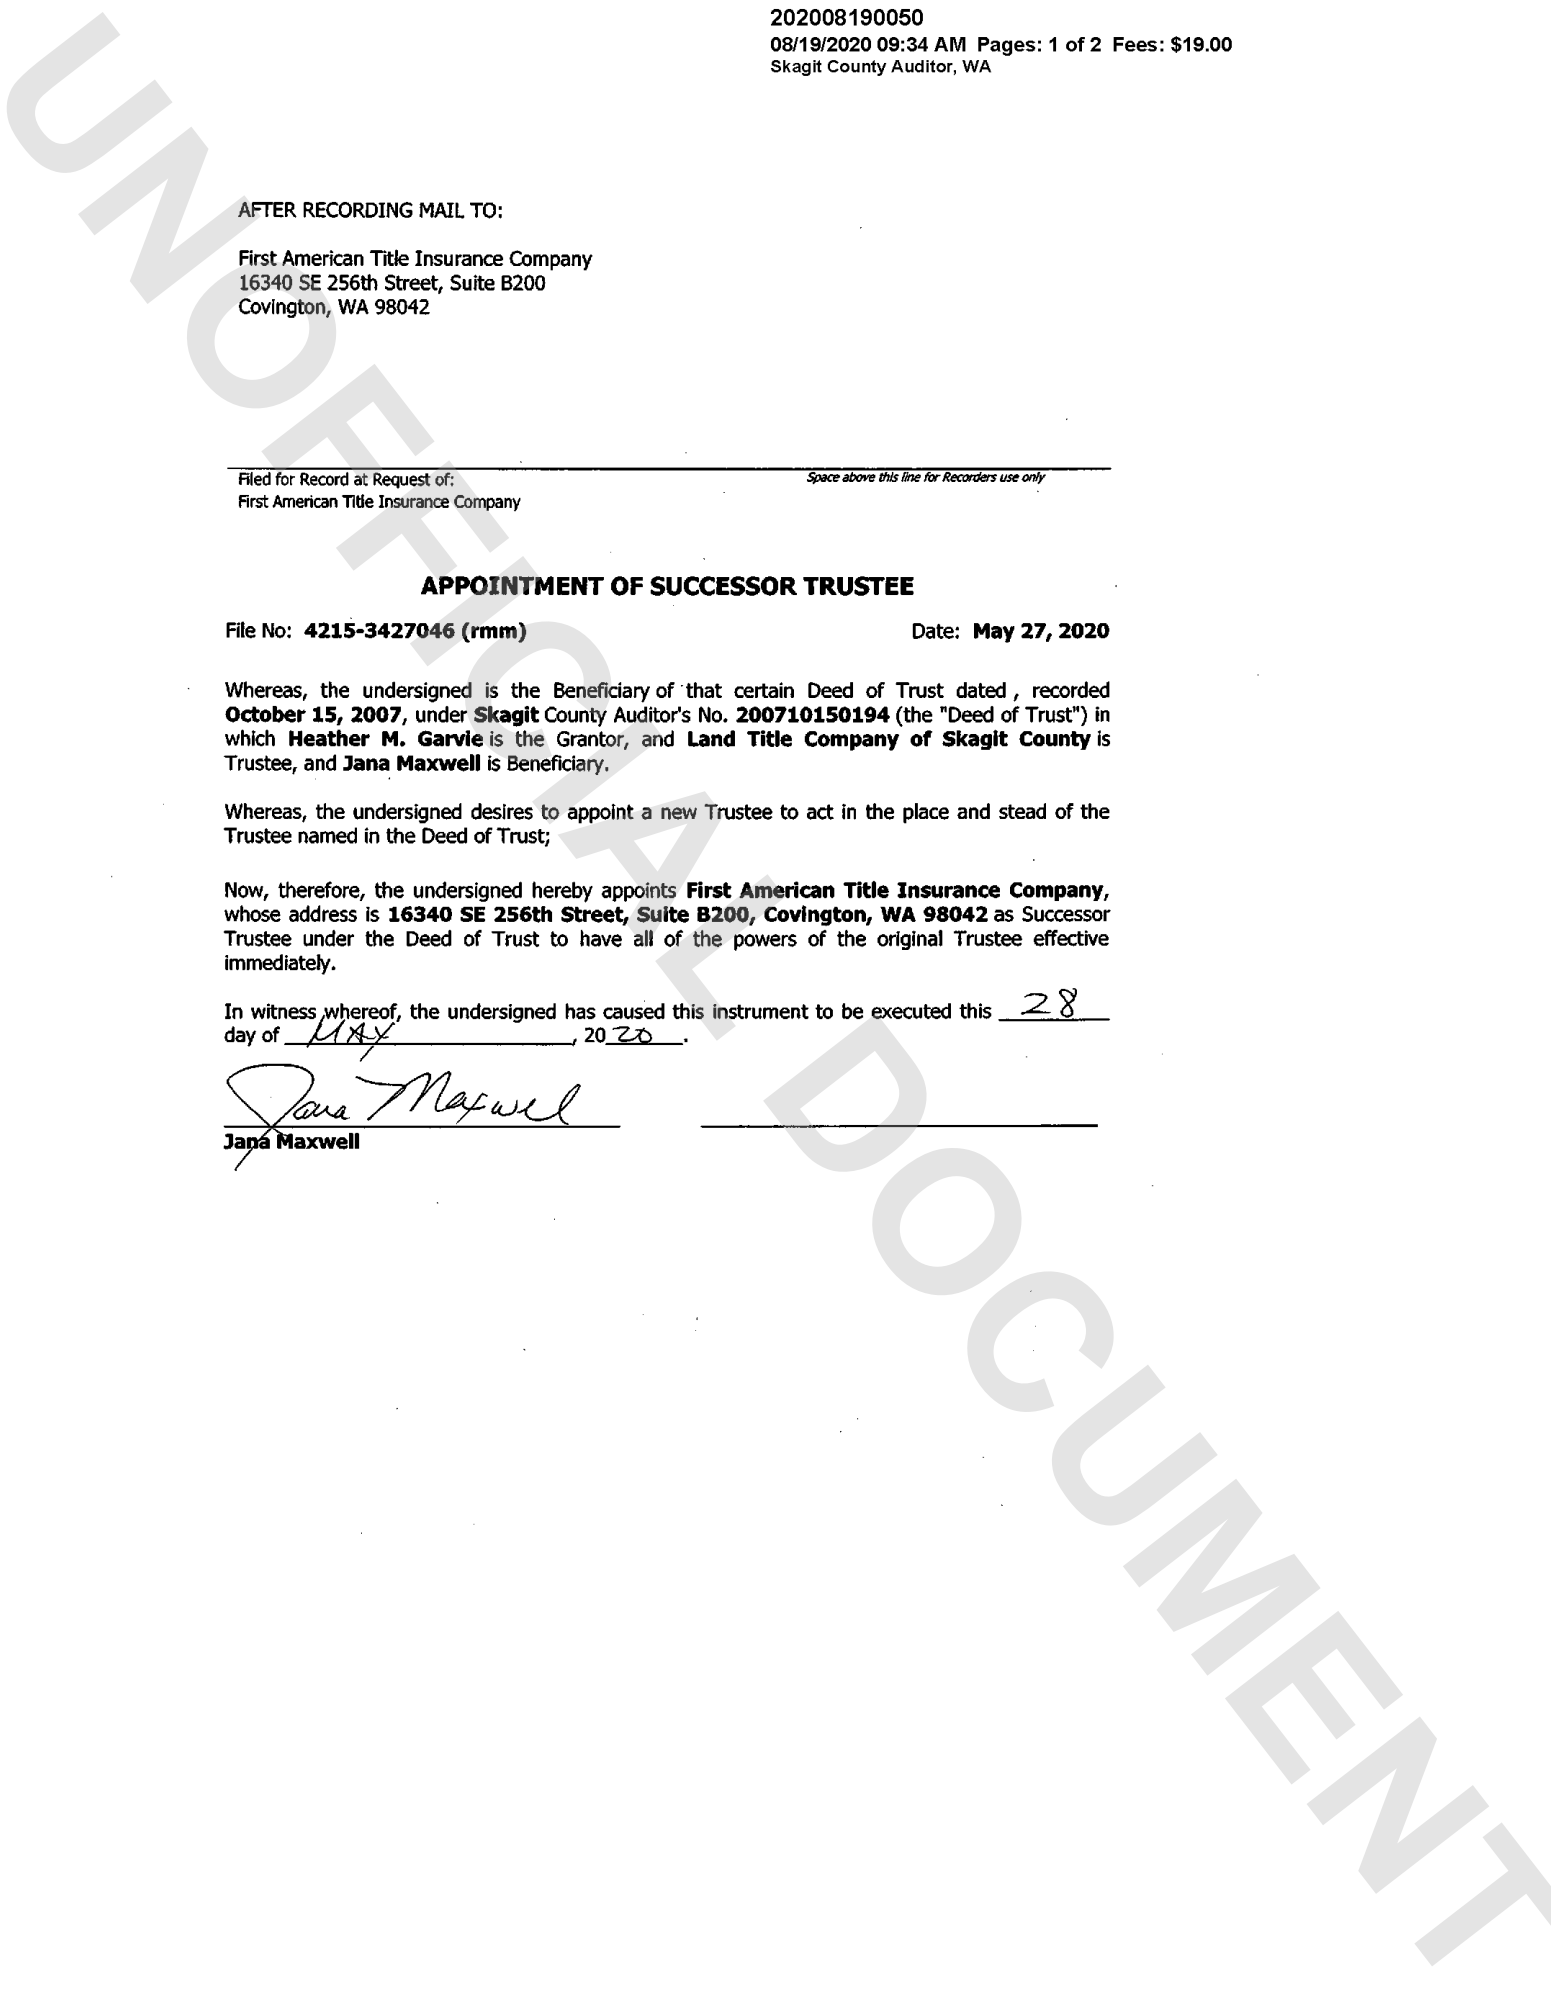 202008190050
08/19/2020 09:34 AM Pages: 1 of 2 Fees: $19.00
Skagit County Auditor, WA
AFTER RECORDING MAIL TO:
First American Title Insurance Company
16340 SE 256th Street, Suite B200
Covington, WA 98042
Filed for Record at Request of: Space above this line for Recorders use only
First American Title Insurance Company
APPOINTMENT OF SUCCESSOR TRUSTEE
File No: 4215-3427046 (rmm) Date: May 27, 2020
Whereas, the undersigned is the Beneficiary of that certain Deed of Trust dated , recorded
October 15, 2007, under Skagit County Auditor's No. 200710150194 (the "Deed of Trust") in
which Heather M. Garvie is the Grantor, and Land Title Company of Skagit County is
Trustee, and Jana Maxwell is Beneficiary.
Whereas, the undersigned desires to appoint a new Trustee to act in the place and stead of the
Trustee named in the Deed of Trust;
Now, therefore, the undersigned hereby appoints First American Title Insurance Company,
whose address is 16340 SE 256th Street, Suite B200, Covington, WA 98042 as Successor
Trustee under the Deed of Trust to have all of the powers of the original Trustee effective
immediately.
In witness whereof, the undersigned has caused this instrument to be executed this 28
day of MAY, 2020.
Jana Maxwell
Jana Maxwell
UNOFFICIAL DOCUMENT